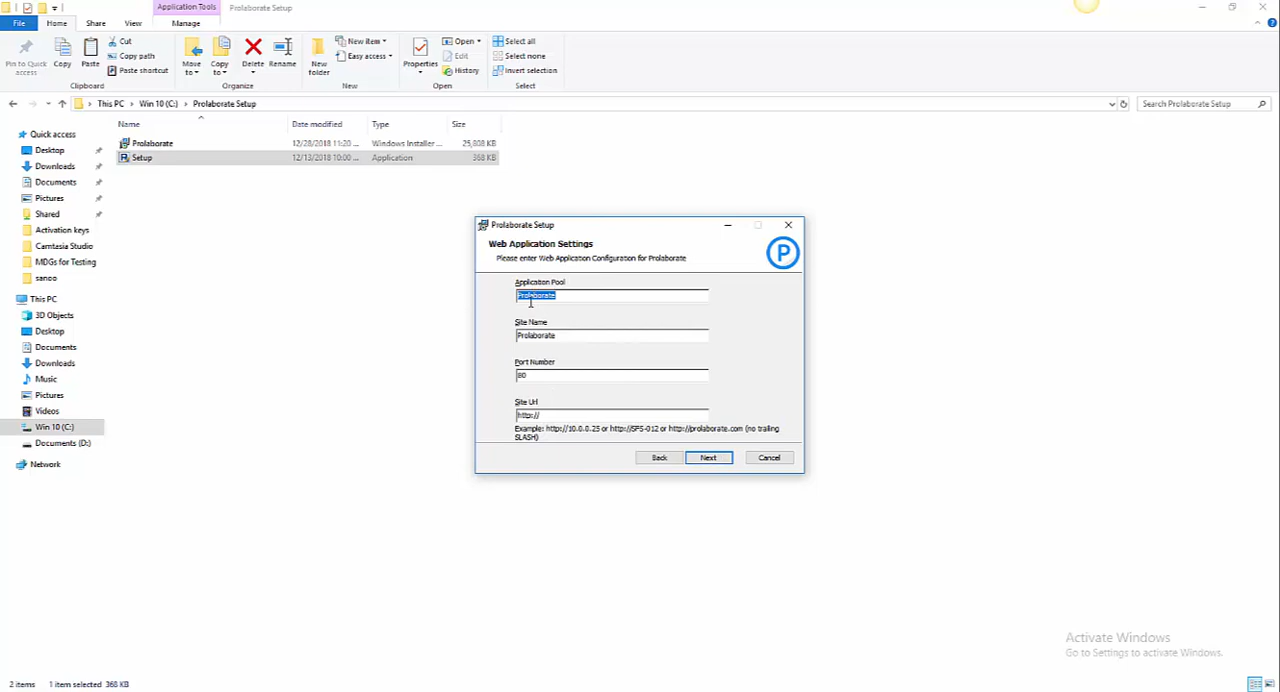 Application Tools
Prolaborate Setup
File
Home
Share
View
Manage
Pin to Quick access
Copy
Paste
Cut
Copy path
Paste shortcut
Clipboard
Move to
Copy to
Delete
Rename
Organize
New folder
New item
Easy access
New
Properties
Open
Edit
History
Open
Select all
Select none
Invert selection
Select
This PC > Win 10 (C:) > Prolaborate Setup
Search Prolaborate Setup
Name
Date modified
Type
Size
Prolaborate
12/28/2018 11:20 ...
Windows Installer ...
25,808 KB
Setup
12/13/2018 10:00 ...
Application
368 KB
Quick access
Desktop
Downloads
Documents
Pictures
Shared
Activation keys
Camtasia Studio
MDGs for Testing
sanoo
This PC
3D Objects
Desktop
Documents
Downloads
Music
Pictures
Videos
Win 10 (C:)
Documents (D:)
Network
Prolaborate Setup
Web Application Settings
Please enter Web Application Configuration for Prolaborate
P
Application Pool
Prolaborate
Site Name
Prolaborate
Port Number
80
Site Url
http://
Example: http://10.0.0.25 or http://SPS-012 or http://prolaborate.com (no trailing
SLASH)
Back
Next
Cancel
Activate Windows
Go to Settings to activate Windows.
2 items
1 item selected 368 KB